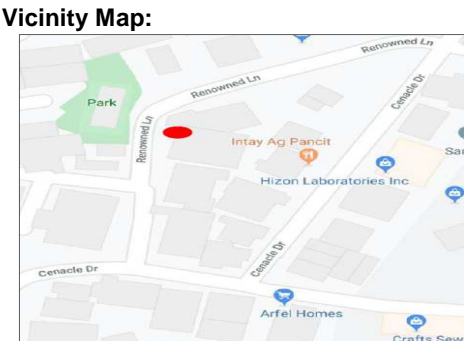 Vicinity Map:
Renowned Ln
Cenacle Dr
Park
Renowned Ln
Renowned Ln
Intay Ag Pancit
Hizon Laboratories Inc
Cenacle Dr
Cenacle Dr
Arfel Homes